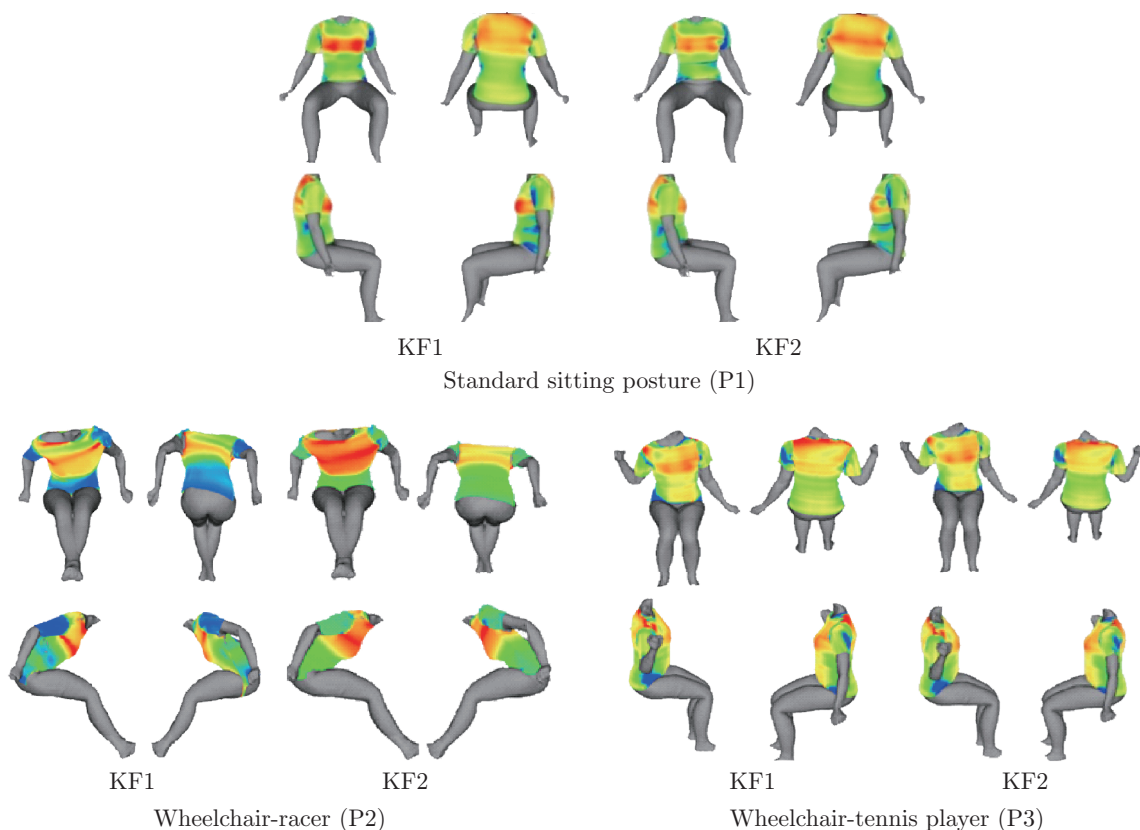 KF1 KF2
Standard sitting posture (P1)
KF1 KF2 KF1 KF2
Wheelchair-racer (P2) Wheelchair-tennis player (P3)